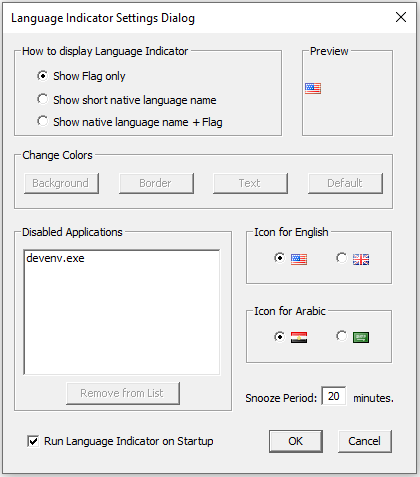 Language Indicator Settings Dialog
How to display Language Indicator
Show Flag only
Show short native language name
Show native language name + Flag
Preview
Change Colors
Background Border Text Default
Disabled Applications
devenv.exe
Remove from List
Icon for English
Icon for Arabic
Snooze Period: 20 minutes.
Run Language Indicator on Startup
OK Cancel